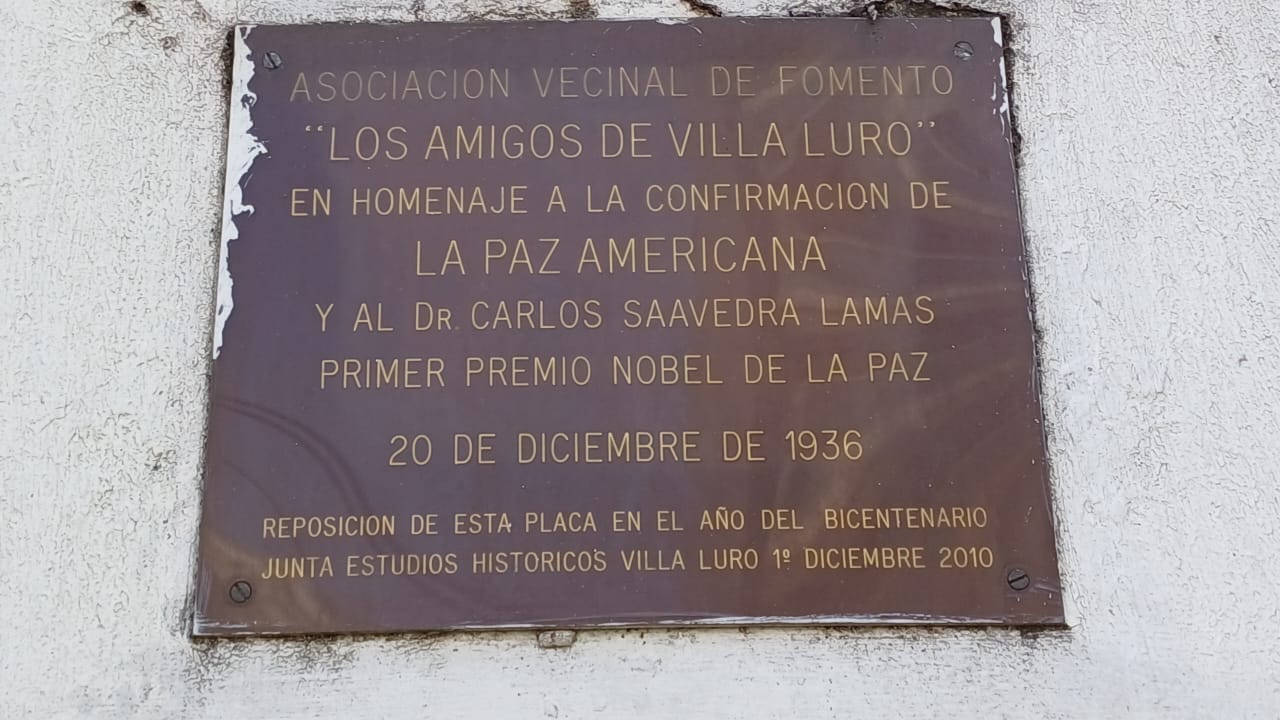 ASOCIACION VECINAL DE FOMENTO
"LOS AMIGOS DE VILLA LURO"
EN HOMENAJE A LA CONFIRMACION DE
LA PAZ AMERICANA
Y AL DR. CARLOS SAAVEDRA LAMAS
PRIMER PREMIO NOBEL DE LA PAZ
20 DE DICIEMBRE DE 1936
REPOSICION DE ESTA PLACA EN EL AÑO DEL BICENTENARIO
JUNTA ESTUDIOS HISTORICOS VILLA LURO 1º DICIEMBRE 2010